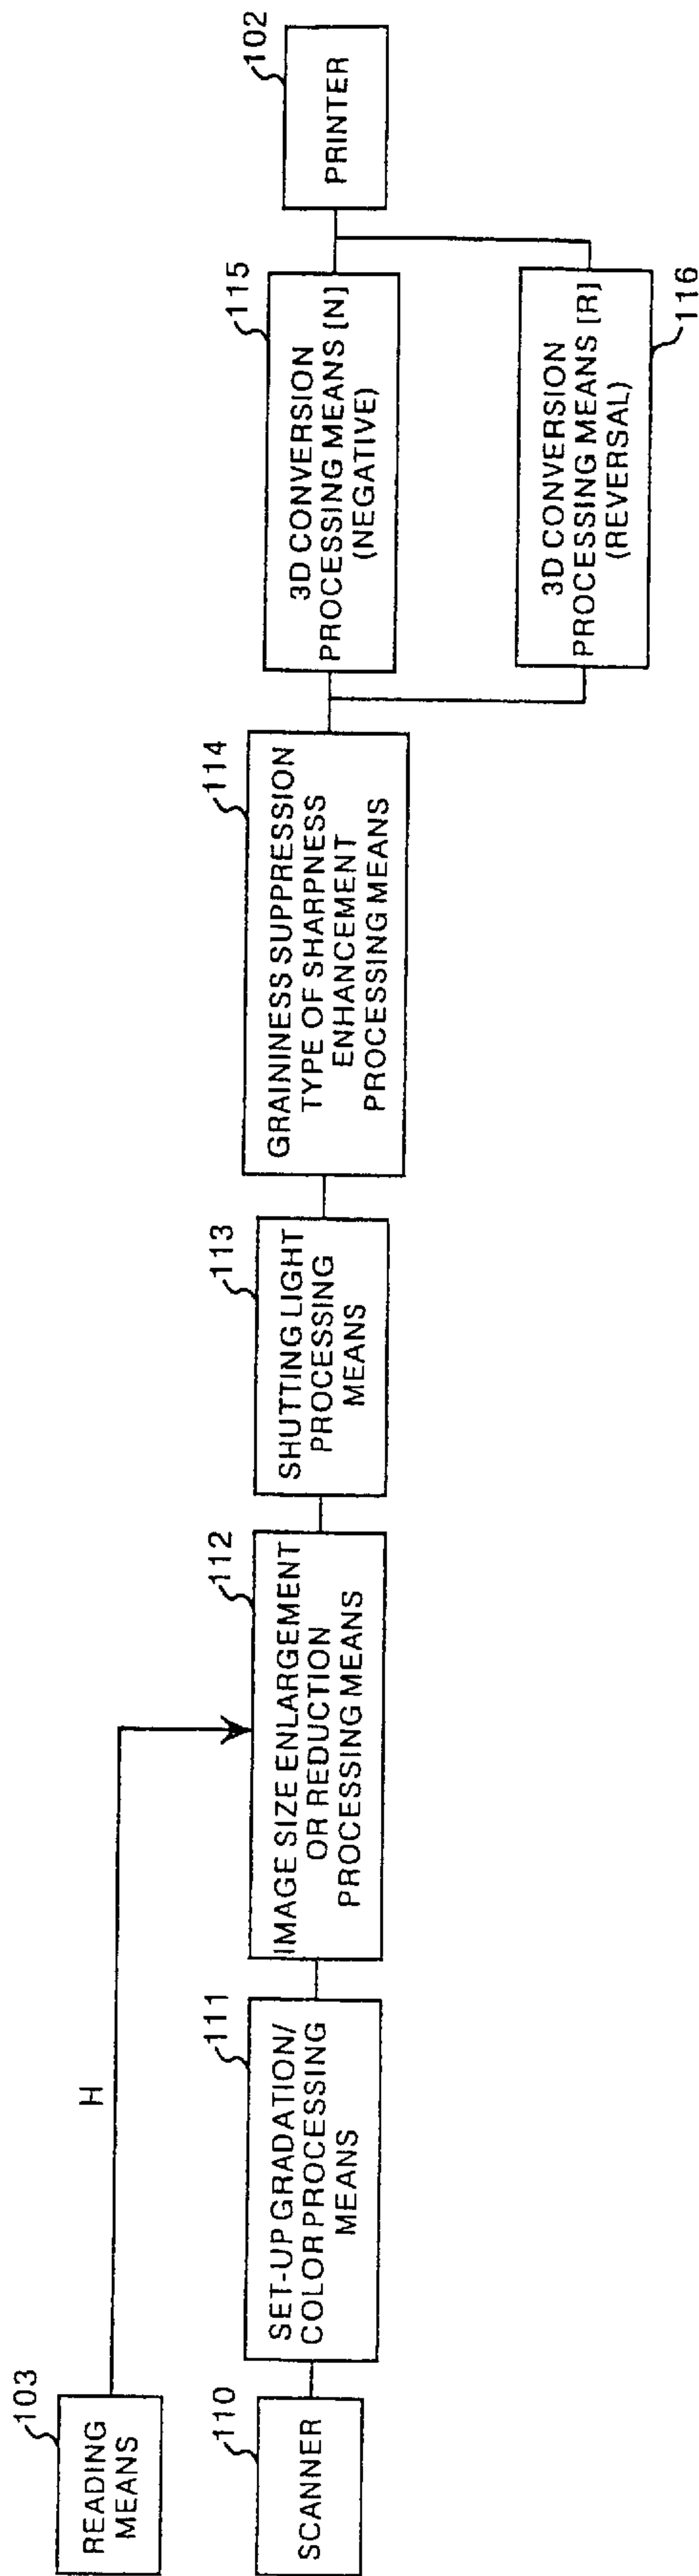 103
READING
MEANS
H
110
SCANNER
111
SET-UP GRADATION/
COLOR PROCESSING
MEANS
112
IMAGE SIZE ENLARGEMENT
OR REDUCTION
PROCESSING MEANS
113
SHUTTING LIGHT
PROCESSING
MEANS
114
GRAININESS SUPPRESSION
TYPE OF SHARPNESS
ENHANCEMENT
PROCESSING MEANS
115
3D CONVERSION
PROCESSING MEANS [N]
(NEGATIVE)
3D CONVERSION
PROCESSING MEANS [R]
(REVERSAL)
116
102
PRINTER